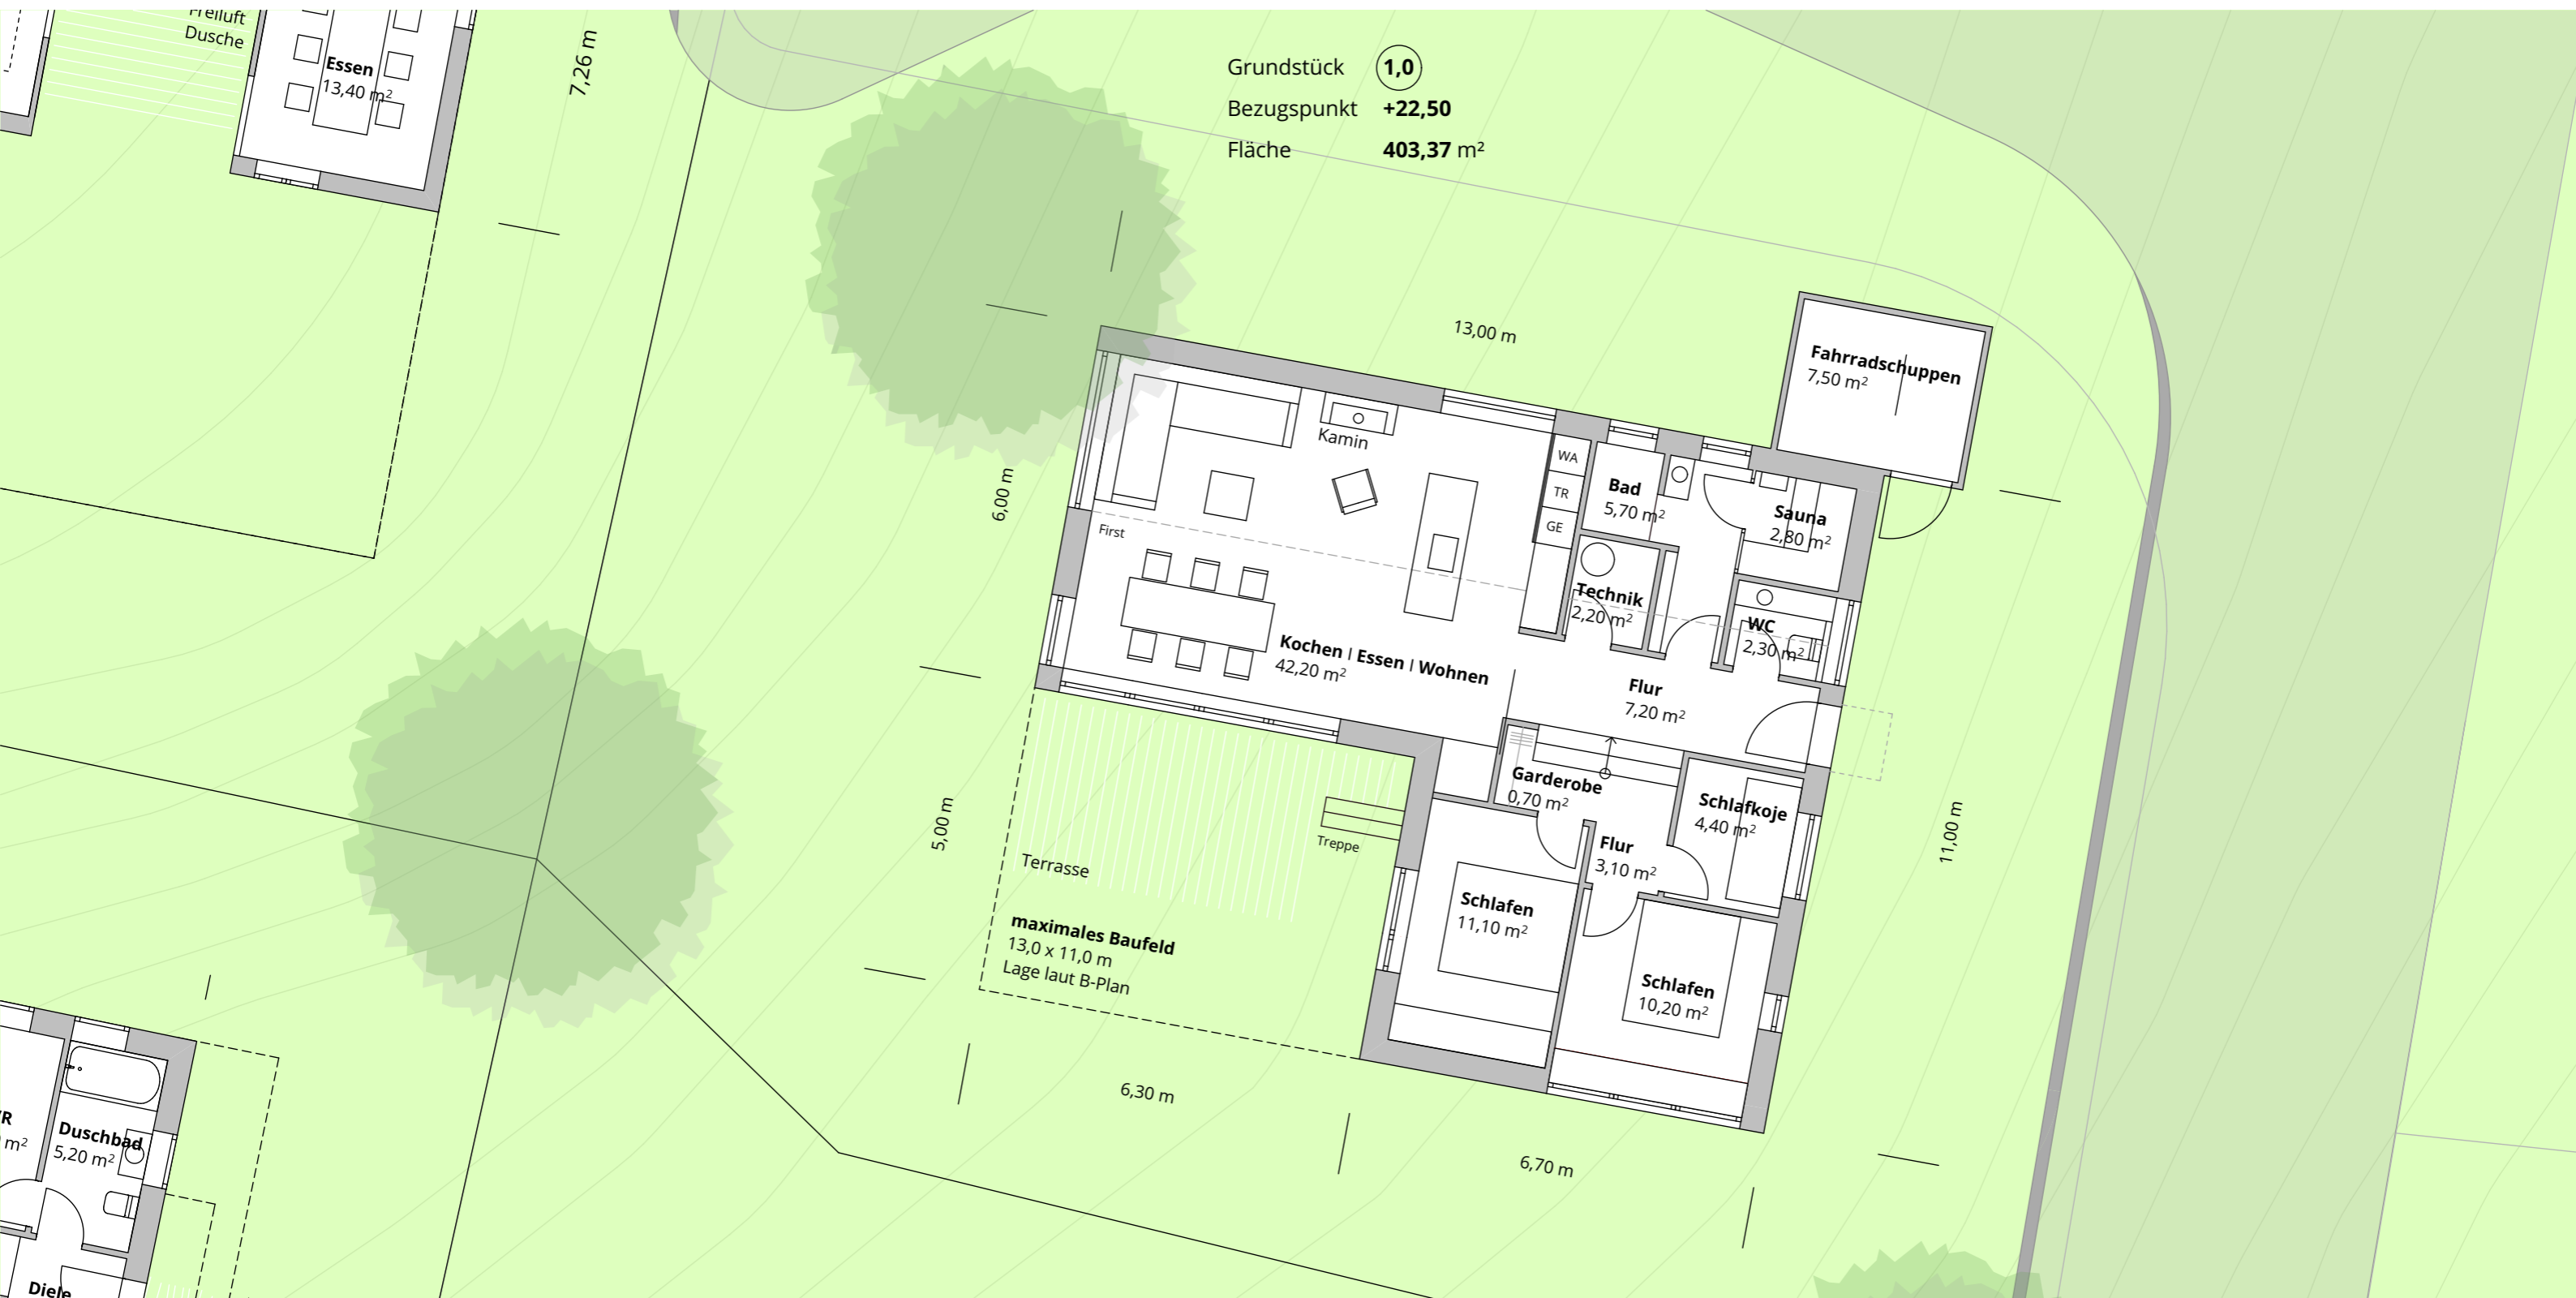 Freiluft
Dusche
Essen
13,40 m²
7,26 m
Grundstück 1,0
Bezugspunkt +22,50
Fläche 403,37 m²
13,00 m
Fahrradschuppen
7,50 m²
Kamin
WA
TR
GE
Bad
5,70 m²
Sauna
2,80 m²
6,00 m
First
Technik
2,20 m²
WC
2,30 m²
Kochen | Essen | Wohnen
42,20 m²
Flur
7,20 m²
Garderobe
0,70 m²
Schlafkoje
4,40 m²
5,00 m
11,00 m
Treppe
Terrasse
Flur
3,10 m²
Schlafen
11,10 m²
maximales Baufeld
13,0 x 11,0 m
Lage laut B-Plan
Schlafen
10,20 m²
6,30 m
6,70 m
R
m²
Duschbad
5,20 m²
Diele